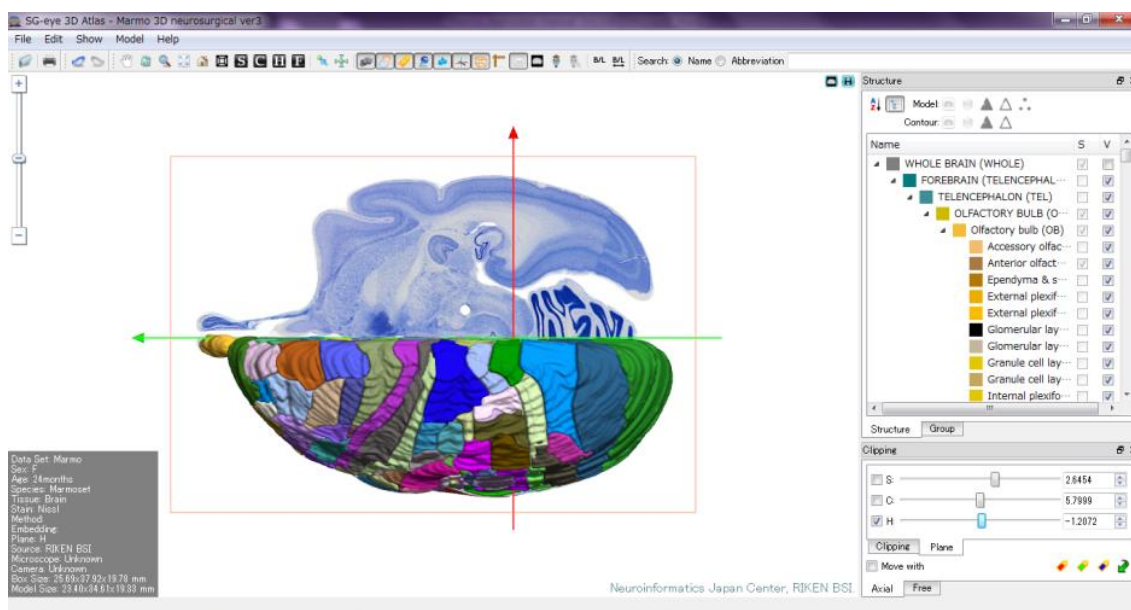 SG-eye 3D Atlas - Marmo 3D neurosurgical ver3
File Edit Show Model Help
S C H F B/L B/L Search: Name Abbreviation
H
Structure
Model:
Contour:
Name S V
WHOLE BRAIN (WHOLE)
FOREBRAIN (TELENCEPHAL···
TELENCEPHALON (TEL)
OLFACTORY BULB (O···
Olfactory bulb (OB)
Accessory olfac···
Anterior olfact···
Ependyma & s···
External plexif···
External plexif···
Glomerular lay···
Glomerular lay···
Granule cell lay···
Granule cell lay···
Internal plexifo···
Structure Group
Clipping
S: 2.6454
C: 5.7999
H: -1.2072
Clipping Plane
Move with
Axial Free
Data Set: Marmo
Sex: F
Age: 24months
Species: Marmoset
Tissue: Brain
Stain: Nissl
Method:
Embedding:
Plane: H
Source: RIKEN BSI
Microscope: Unknown
Camera: Unknown
Box Size: 25.69x37.92x19.78 mm
Model Size: 23.40x34.61x19.33 mm
Neuroinformatics Japan Center, RIKEN BSI.